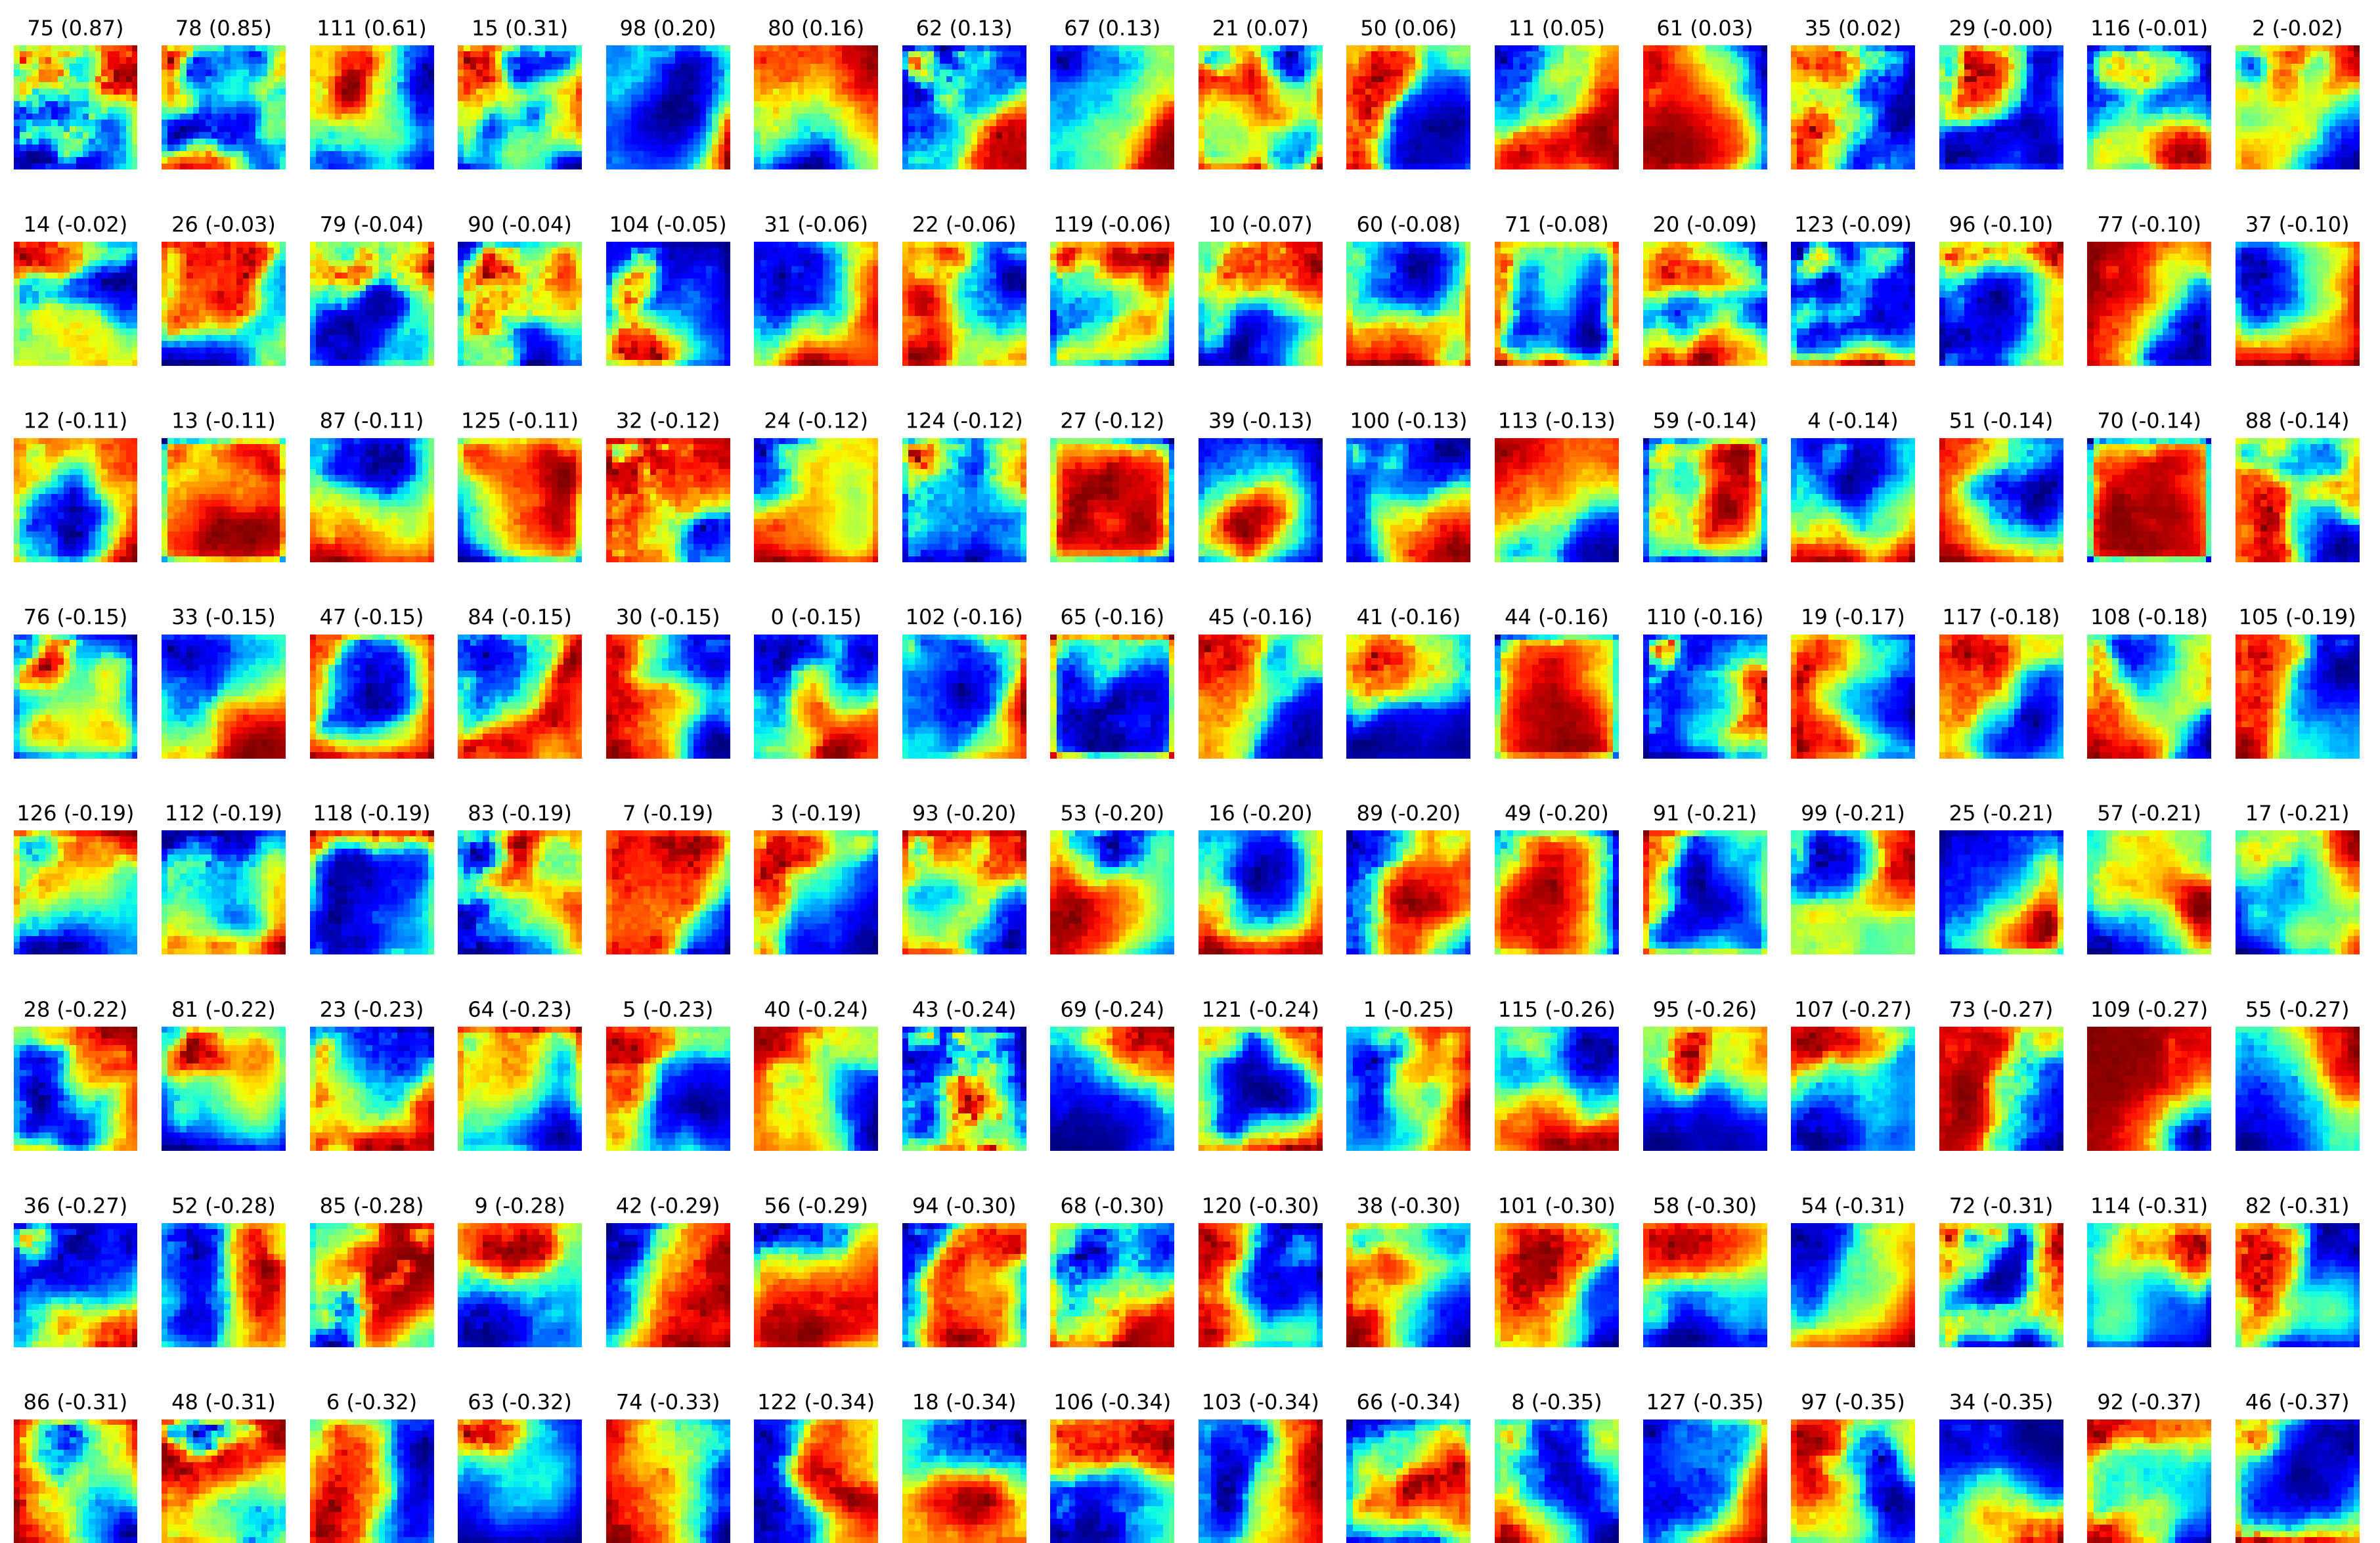 75 (0.87) 78 (0.85) 111 (0.61) 15 (0.31) 98 (0.20) 80 (0.16) 62 (0.13) 67 (0.13) 21 (0.07) 50 (0.06) 11 (0.05) 61 (0.03) 35 (0.02) 29 (-0.00) 116 (-0.01) 2 (-0.02)
14 (-0.02) 26 (-0.03) 79 (-0.04) 90 (-0.04) 104 (-0.05) 31 (-0.06) 22 (-0.06) 119 (-0.06) 10 (-0.07) 60 (-0.08) 71 (-0.08) 20 (-0.09) 123 (-0.09) 96 (-0.10) 77 (-0.10) 37 (-0.10)
12 (-0.11) 13 (-0.11) 87 (-0.11) 125 (-0.11) 32 (-0.12) 24 (-0.12) 124 (-0.12) 27 (-0.12) 39 (-0.13) 100 (-0.13) 113 (-0.13) 59 (-0.14) 4 (-0.14) 51 (-0.14) 70 (-0.14) 88 (-0.14)
76 (-0.15) 33 (-0.15) 47 (-0.15) 84 (-0.15) 30 (-0.15) 0 (-0.15) 102 (-0.16) 65 (-0.16) 45 (-0.16) 41 (-0.16) 44 (-0.16) 110 (-0.16) 19 (-0.17) 117 (-0.18) 108 (-0.18) 105 (-0.19)
126 (-0.19) 112 (-0.19) 118 (-0.19) 83 (-0.19) 7 (-0.19) 3 (-0.19) 93 (-0.20) 53 (-0.20) 16 (-0.20) 89 (-0.20) 49 (-0.20) 91 (-0.21) 99 (-0.21) 25 (-0.21) 57 (-0.21) 17 (-0.21)
28 (-0.22) 81 (-0.22) 23 (-0.23) 64 (-0.23) 5 (-0.23) 40 (-0.24) 43 (-0.24) 69 (-0.24) 121 (-0.24) 1 (-0.25) 115 (-0.26) 95 (-0.26) 107 (-0.27) 73 (-0.27) 109 (-0.27) 55 (-0.27)
36 (-0.27) 52 (-0.28) 85 (-0.28) 9 (-0.28) 42 (-0.29) 56 (-0.29) 94 (-0.30) 68 (-0.30) 120 (-0.30) 38 (-0.30) 101 (-0.30) 58 (-0.30) 54 (-0.31) 72 (-0.31) 114 (-0.31) 82 (-0.31)
86 (-0.31) 48 (-0.31) 6 (-0.32) 63 (-0.32) 74 (-0.33) 122 (-0.34) 18 (-0.34) 106 (-0.34) 103 (-0.34) 66 (-0.34) 8 (-0.35) 127 (-0.35) 97 (-0.35) 34 (-0.35) 92 (-0.37) 46 (-0.37)